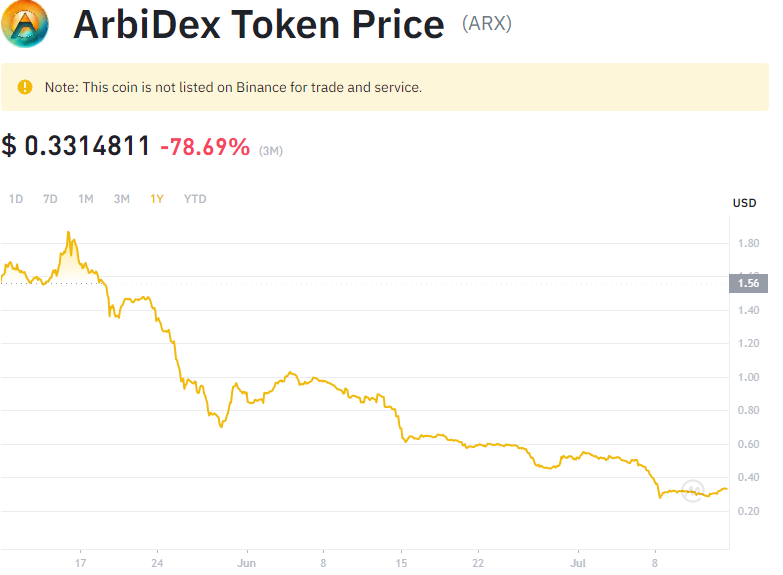 ArbiDex Token Price (ARX)
Note: This coin is not listed on Binance for trade and service.
$ 0.3314811 -78.69% (3M)
1D 7D 1M 3M 1Y YTD
USD
1.80
1.56
1.40
1.20
1.00
0.80
0.60
0.40
0.20
17 24 Jun 8 15 22 Jul 8